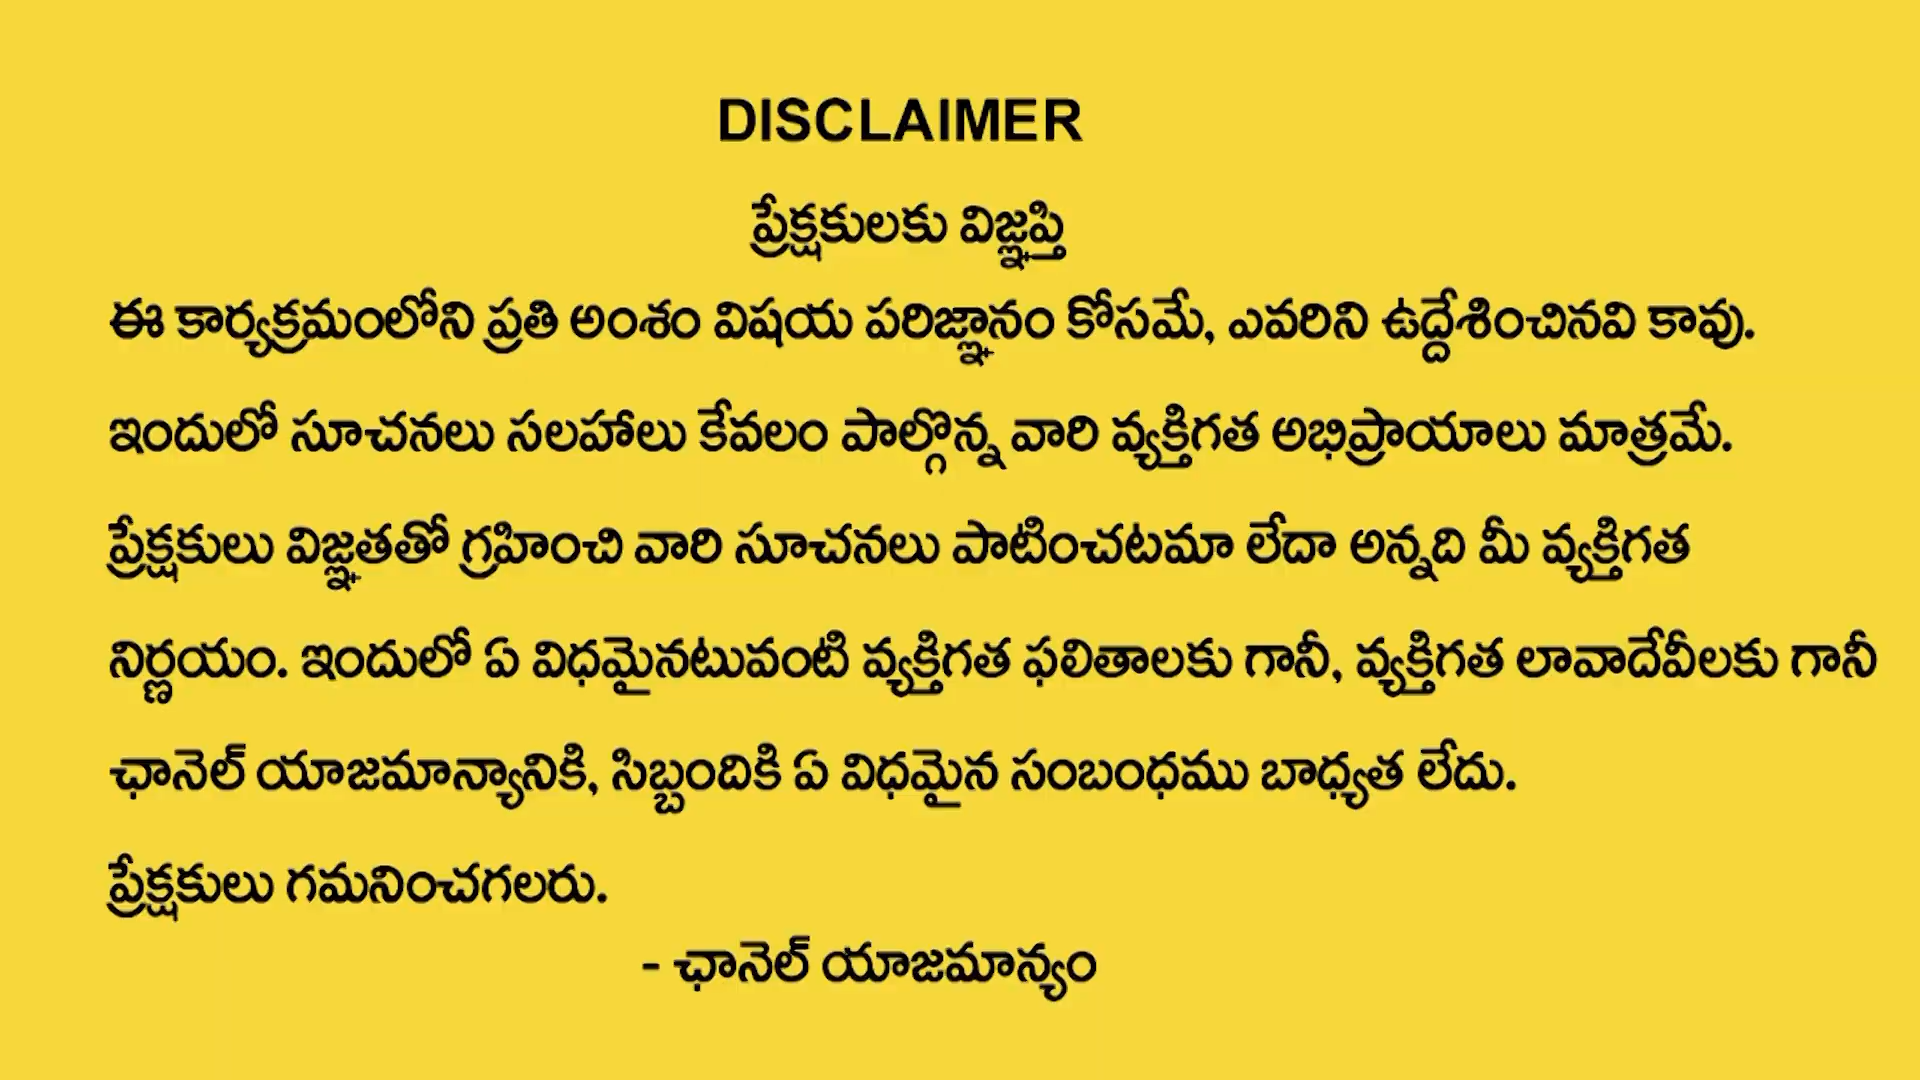 DISCLAIMER
ప్రేక్షకులకు విజ్ఞప్తి
ఈ కార్యక్రమంలోని ప్రతి అంశం విషయ పరిజ్ఞానం కోసమే, ఎవరిని ఉద్దేశించినవి కావు.
ఇందులో సూచనలు సలహాలు కేవలం పాల్గొన్న వారి వ్యక్తిగత అభిప్రాయాలు మాత్రమే.
ప్రేక్షకులు విజ్ఞతతో గ్రహించి వారి సూచనలు పాటించటమా లేదా అన్నది మీ వ్యక్తిగత
నిర్ణయం. ఇందులో ఏ విధమైనటువంటి వ్యక్తిగత ఫలితాలకు గానీ, వ్యక్తిగత లావాదేవీలకు గానీ
ఛానెల్ యాజమాన్యానికి, సిబ్బందికి ఏ విధమైన సంబంధము బాధ్యత లేదు.
ప్రేక్షకులు గమనించగలరు.
- ఛానెల్ యాజమాన్యం